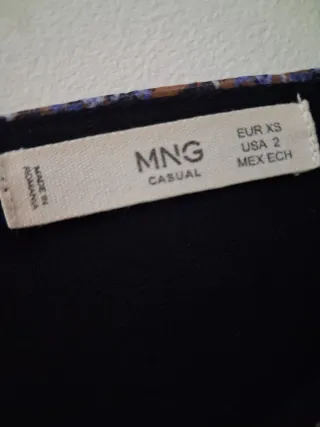 MADE IN
ROMANIA
MNG
CASUAL
EUR XS
USA 2
MEX ECH